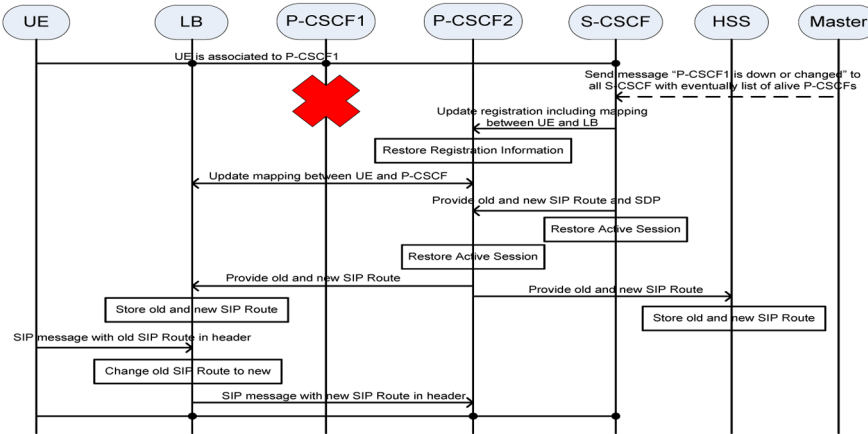 UE LB P-CSCF1 P-CSCF2 S-CSCF HSS Master
UE is associated to P-CSCF1
Send message “P-CSCF1 is down or changed” to
all S-CSCF with eventually list of alive P-CSCFs
Update registration including mapping
between UE and LB
Restore Registration Information
Update mapping between UE and P-CSCF
Provide old and new SIP Route and SDP
Restore Active Session
Restore Active Session
Provide old and new SIP Route
Provide old and new SIP Route
Store old and new SIP Route
Store old and new SIP Route
SIP message with old SIP Route in header
Change old SIP Route to new
SIP message with new SIP Route in header